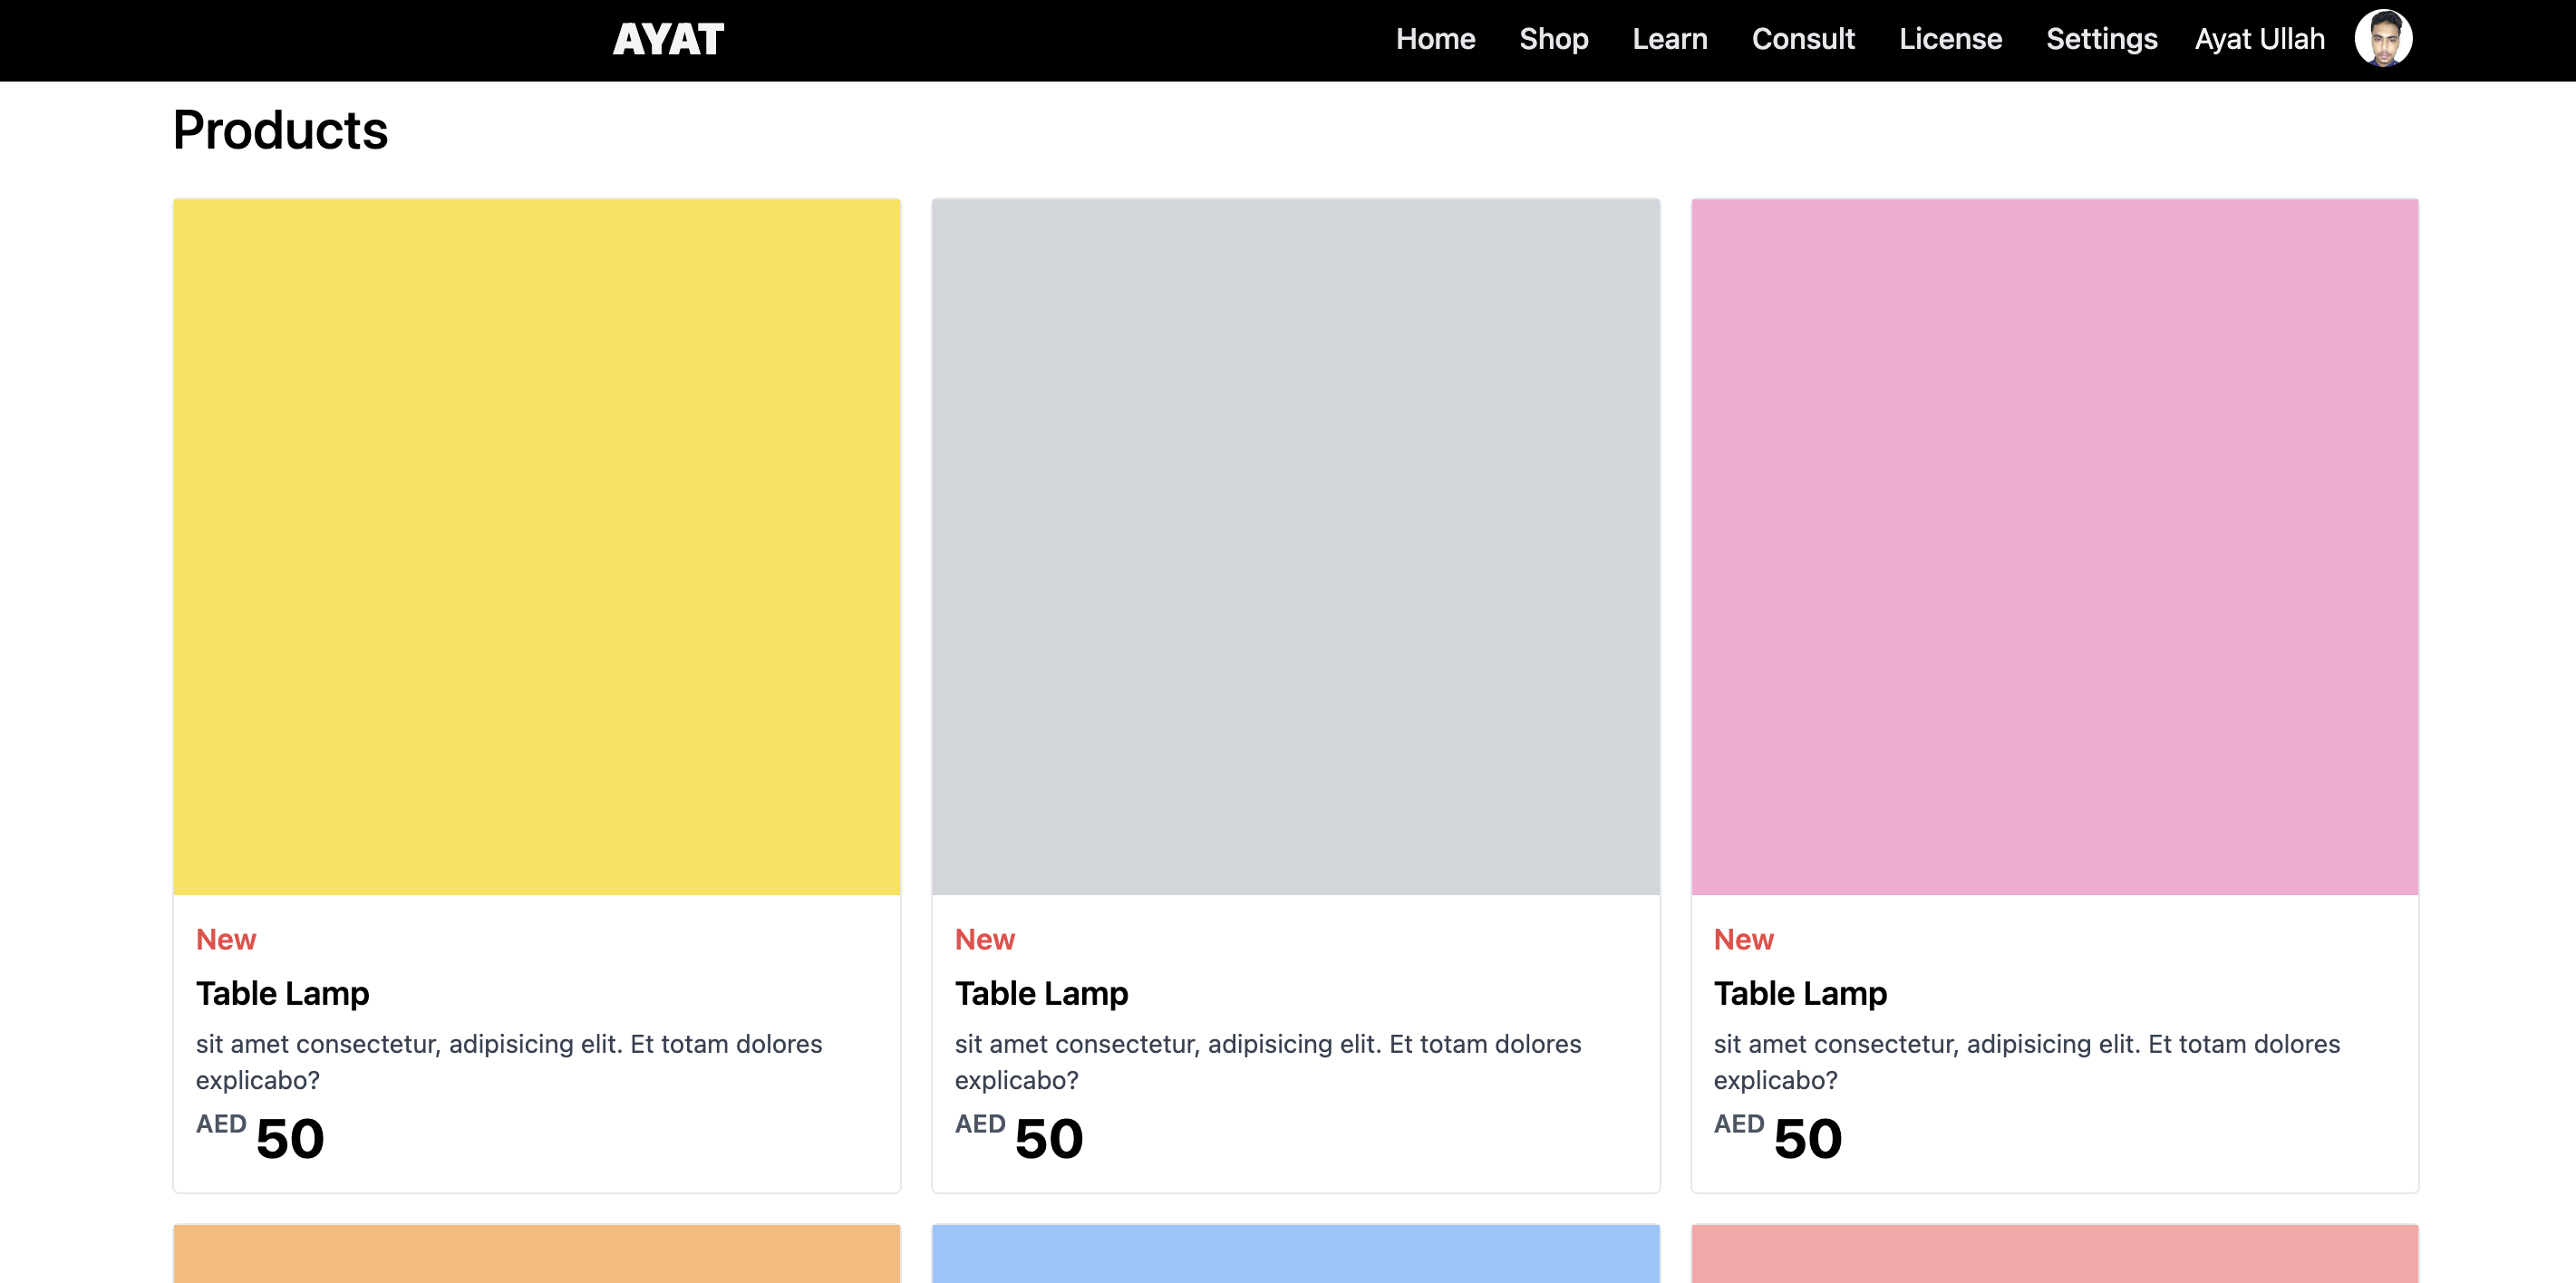 AYAT
Home Shop Learn Consult License Settings Ayat Ullah
Products
New
Table Lamp
sit amet consectetur, adipisicing elit. Et totam dolores
explicabo?
AED 50
New
Table Lamp
sit amet consectetur, adipisicing elit. Et totam dolores
explicabo?
AED 50
New
Table Lamp
sit amet consectetur, adipisicing elit. Et totam dolores
explicabo?
AED 50